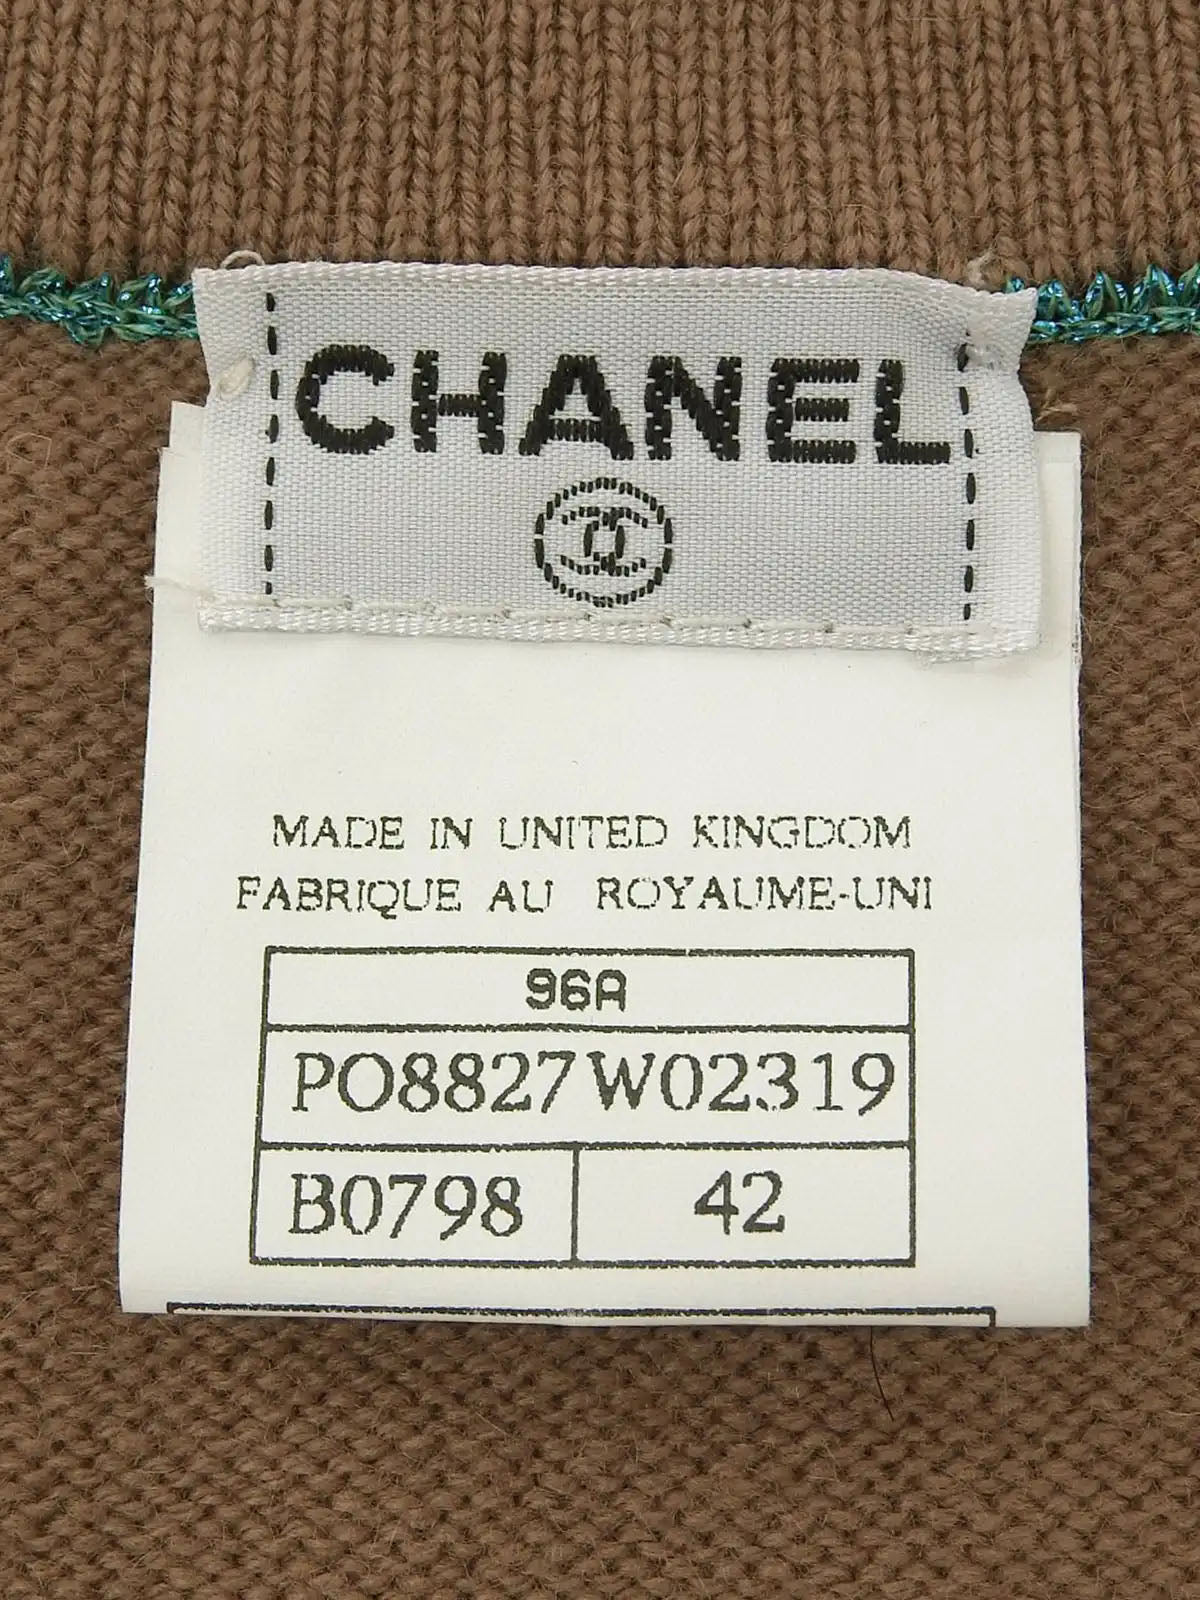 CHANEL
MADE IN UNITED KINGDOM
FABRIQUE AU ROYAUME-UNI
96A
PO8827W02319
B0798 42